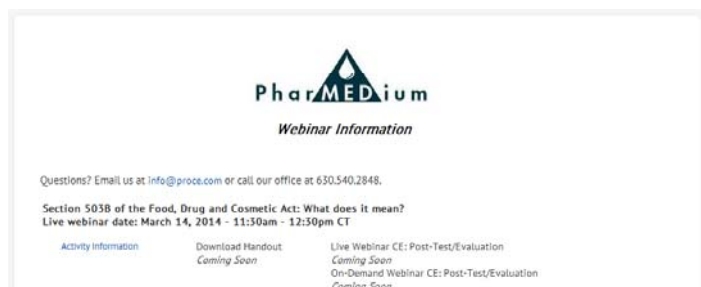 PharMEDium
Webinar Information
Questions? Email us at info@proce.com or call our office at 630.540.2848.
Section 503B of the Food, Drug and Cosmetic Act: What does it mean?
Live webinar date: March 14, 2014 - 11:30am - 12:30pm CT
Activity Information
Download Handout
Coming Soon
Live Webinar CE: Post-Test/Evaluation
Coming Soon
On-Demand Webinar CE: Post-Test/Evaluation
Coming Soon